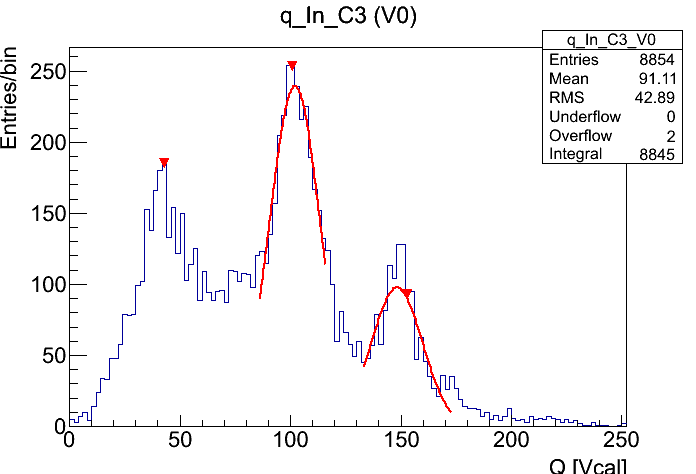 q_In_C3 (V0)
q_In_C3_V0
Entries 8854
Mean 91.11
RMS 42.89
Underflow 0
Overflow 2
Integral 8845
Entries/bin
250
200
150
100
50
0
0 50 100 150 200 250
Q [Vcal]